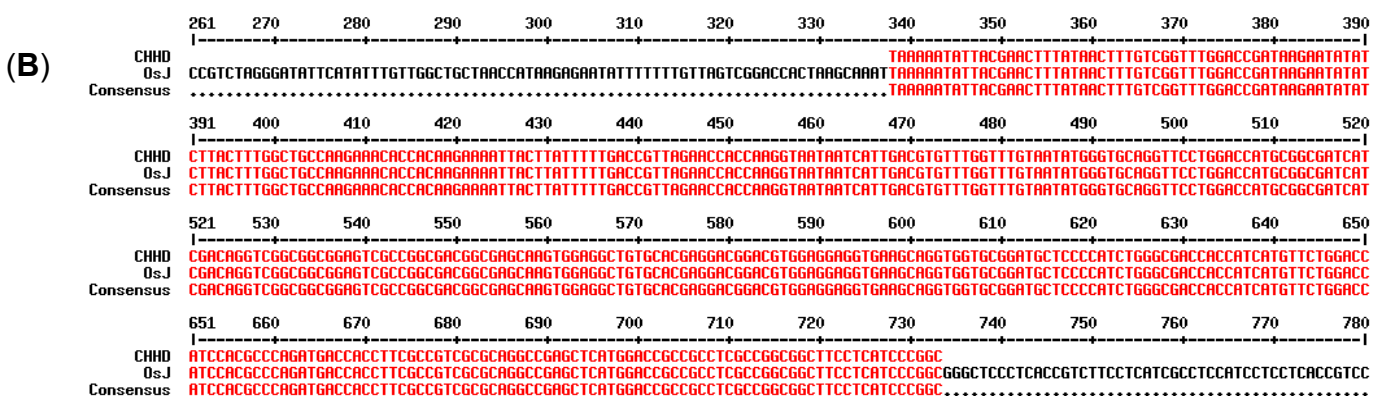 (B)
261 270 280 290 300 310 320 330 340 350 360 370 380 390
|--------+---------+---------+---------+---------+---------+---------+---------+---------+---------+---------+---------+---------|
CHHD TAAAAATATTACGAACTTTATAACTTTGTCGGTTTGGACCGATAAGAATATAT
OsJ CCGTCTAGGGATATTCATATTTGTTGGCTGCTAACCATAAGAGAATATTTTTTTGTTAGTCGGACCACTAAGCAAATTAAAAATATTACGAACTTTATAACTTTGTCGGTTTGGACCGATAAGAATATAT
Consensus .............................................................................TAAAAATATTACGAACTTTATAACTTTGTCGGTTTGGACCGATAAGAATATAT
391 400 410 420 430 440 450 460 470 480 490 500 510 520
|--------+---------+---------+---------+---------+---------+---------+---------+---------+---------+---------+---------+---------|
CHHD CTTACTTTGGCTGCCAAGAAACACCACAAGAAAATTACTTATTTTTGACCGTTAGAACCACCAAGGTAATAATCATTGACGTGTTTGGTTTGTAATATGGGTGCAGGTTCCTGGACCATGCGGCGATCAT
OsJ CTTACTTTGGCTGCCAAGAAACACCACAAGAAAATTACTTATTTTTGACCGTTAGAACCACCAAGGTAATAATCATTGACGTGTTTGGTTTGTAATATGGGTGCAGGTTCCTGGACCATGCGGCGATCAT
Consensus CTTACTTTGGCTGCCAAGAAACACCACAAGAAAATTACTTATTTTTGACCGTTAGAACCACCAAGGTAATAATCATTGACGTGTTTGGTTTGTAATATGGGTGCAGGTTCCTGGACCATGCGGCGATCAT
521 530 540 550 560 570 580 590 600 610 620 630 640 650
|--------+---------+---------+---------+---------+---------+---------+---------+---------+---------+---------+---------+---------|
CHHD CGACAGGTCGGCGGCGGAGTCGCCGGCGACGGCGAGCAAGTGGAGGCTGTGCACGAGGACGGACGTGGAGGAGGTGAAGCAGGTGGTGCGGATGCTCCCCATCTGGGCGACCACCATCATGTTCTGGACC
OsJ CGACAGGTCGGCGGCGGAGTCGCCGGCGACGGCGAGCAAGTGGAGGCTGTGCACGAGGACGGACGTGGAGGAGGTGAAGCAGGTGGTGCGGATGCTCCCCATCTGGGCGACCACCATCATGTTCTGGACC
Consensus CGACAGGTCGGCGGCGGAGTCGCCGGCGACGGCGAGCAAGTGGAGGCTGTGCACGAGGACGGACGTGGAGGAGGTGAAGCAGGTGGTGCGGATGCTCCCCATCTGGGCGACCACCATCATGTTCTGGACC
651 660 670 680 690 700 710 720 730 740 750 760 770 780
|--------+---------+---------+---------+---------+---------+---------+---------+---------+---------+---------+---------+---------|
CHHD ATCCACGCCCAGATGACCACCTTCGCCGTCGCGCAGGCCGAGCTCATGGACCGCCGCCTCGCCGGCGGCTTCCTCATCCCGGC
OsJ ATCCACGCCCAGATGACCACCTTCGCCGTCGCGCAGGCCGAGCTCATGGACCGCCGCCTCGCCGGCGGCTTCCTCATCCCGGCGGGCTCCCTCACCGTCTTCCTCATCGCCTCCATCCTCCTCACCGTCC
Consensus ATCCACGCCCAGATGACCACCTTCGCCGTCGCGCAGGCCGAGCTCATGGACCGCCGCCTCGCCGGCGGCTTCCTCATCCCGGC...............................................